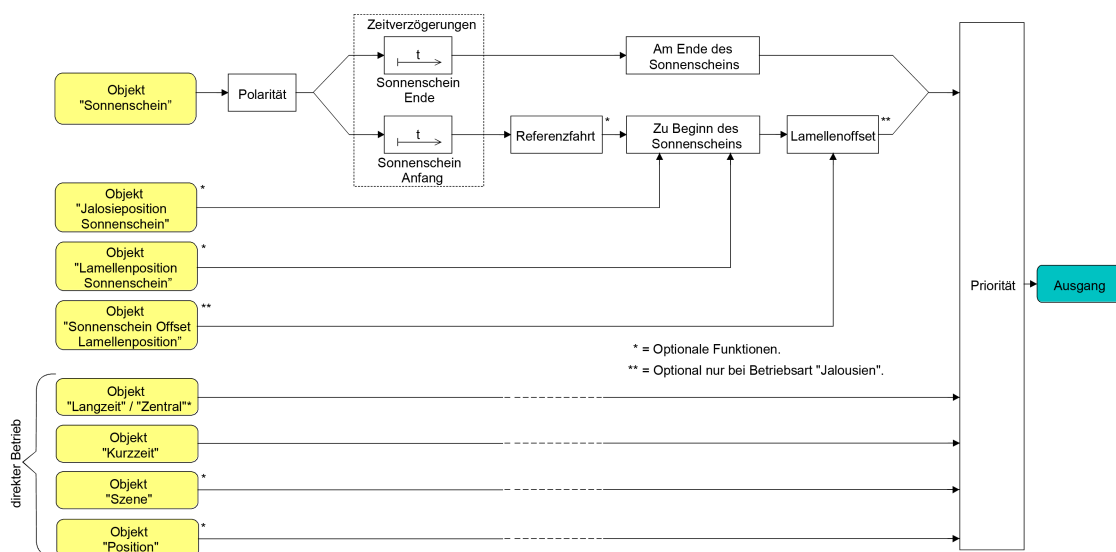 Zeitverzögerungen
t
Sonnenschein
Ende
Am Ende des
Sonnenscheins
Objekt
"Sonnenschein"
Polarität
t
Sonnenschein
Anfang
Referenzfahrt
*
Zu Beginn des
Sonnenscheins
Lamellenoffset
**
Objekt
"Jalosieposition
Sonnenschein"
*
Objekt
"Lamellenposition
Sonnenschein"
*
Objekt
"Sonnenschein Offset
Lamellenposition"
**
Priorität
Ausgang
* = Optionale Funktionen.
** = Optional nur bei Betriebsart "Jalousien".
direkter Betrieb
Objekt
"Langzeit" / "Zentral"*
Objekt
"Kurzzeit"
Objekt
"Szene"
*
Objekt
"Position"
*